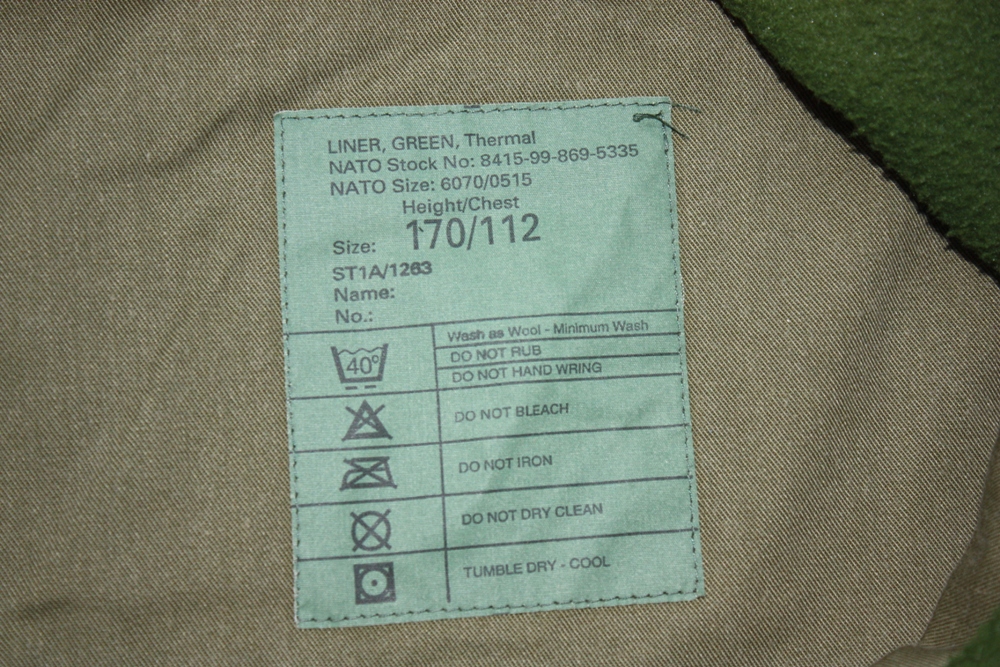 LINER, GREEN, Thermal
NATO Stock No: 8415-99-869-5335
NATO Size: 6070/0515
Height/Chest
Size: 170/112
ST1A/1263
Name:
No.:
40° Wash as Wool - Minimum Wash
DO NOT RUB
DO NOT HAND WRING
DO NOT BLEACH
DO NOT IRON
DO NOT DRY CLEAN
TUMBLE DRY - COOL